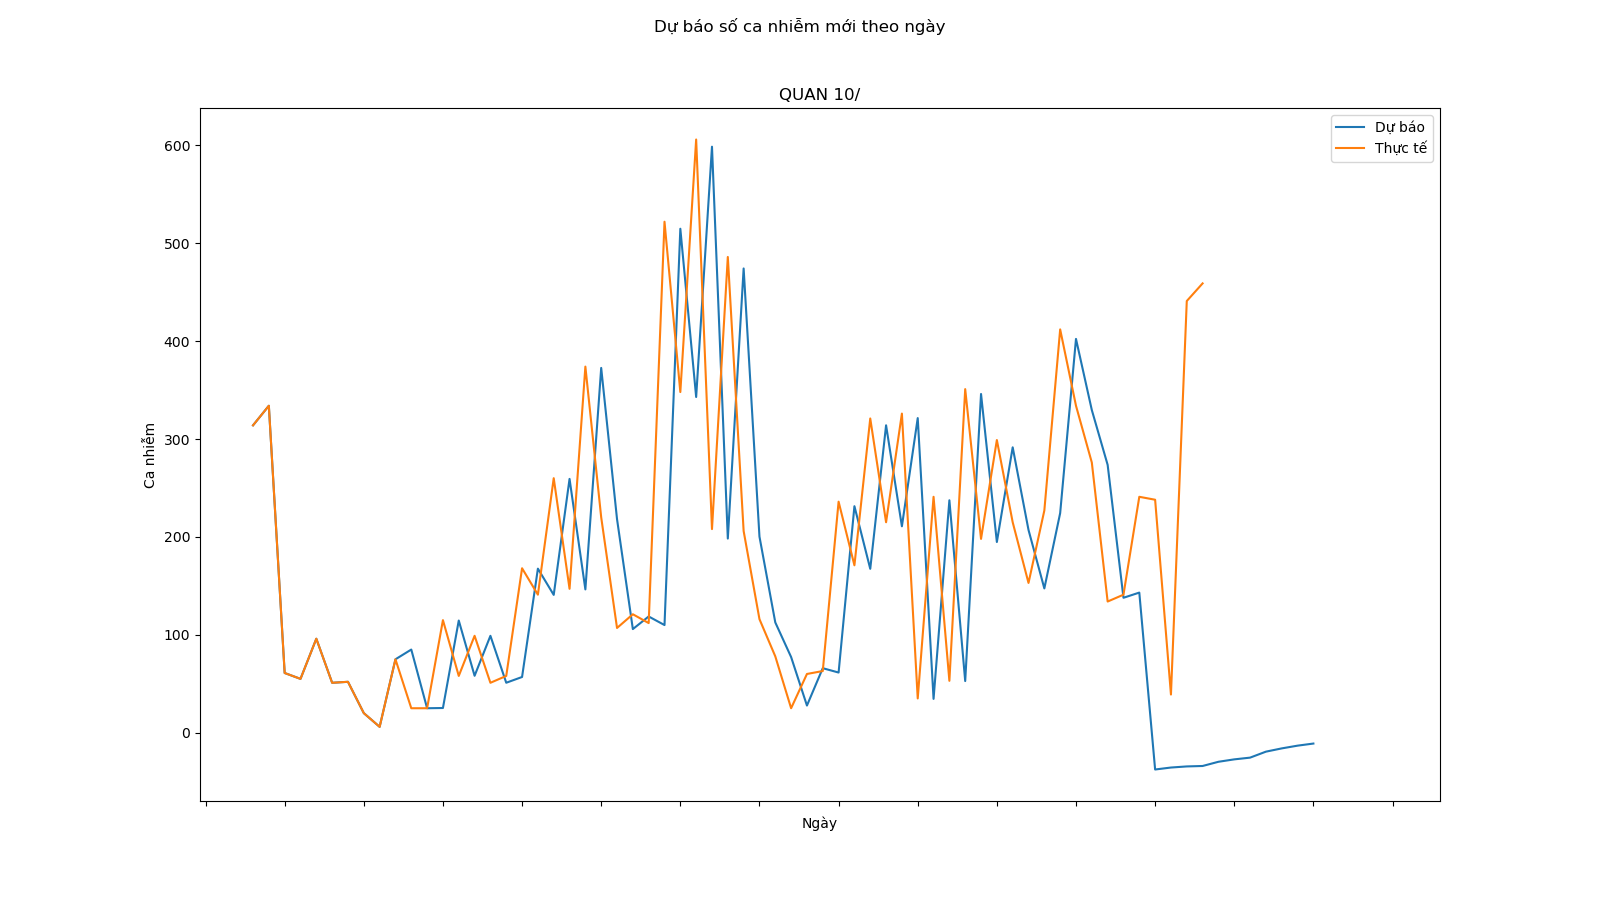 Dự báo số ca nhiễm mới theo ngày
QUAN 10/
Dự báo
Thực tế
600
500
400
300
200
100
0
Ca nhiễm
Ngày